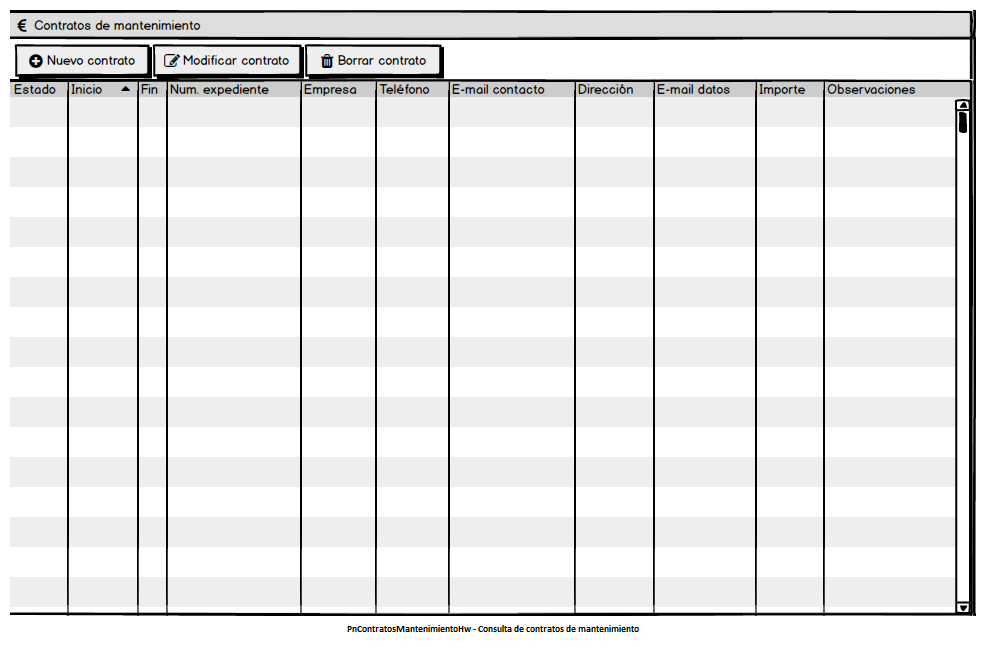 € Contratos de mantenimiento
Nuevo contrato Modificar contrato Borrar contrato
Estado Inicio Fin Num. expediente Empresa Teléfono E-mail contacto Dirección E-mail datos Importe Observaciones
PnContratosMantenimientoHw - Consulta de contratos de mantenimiento